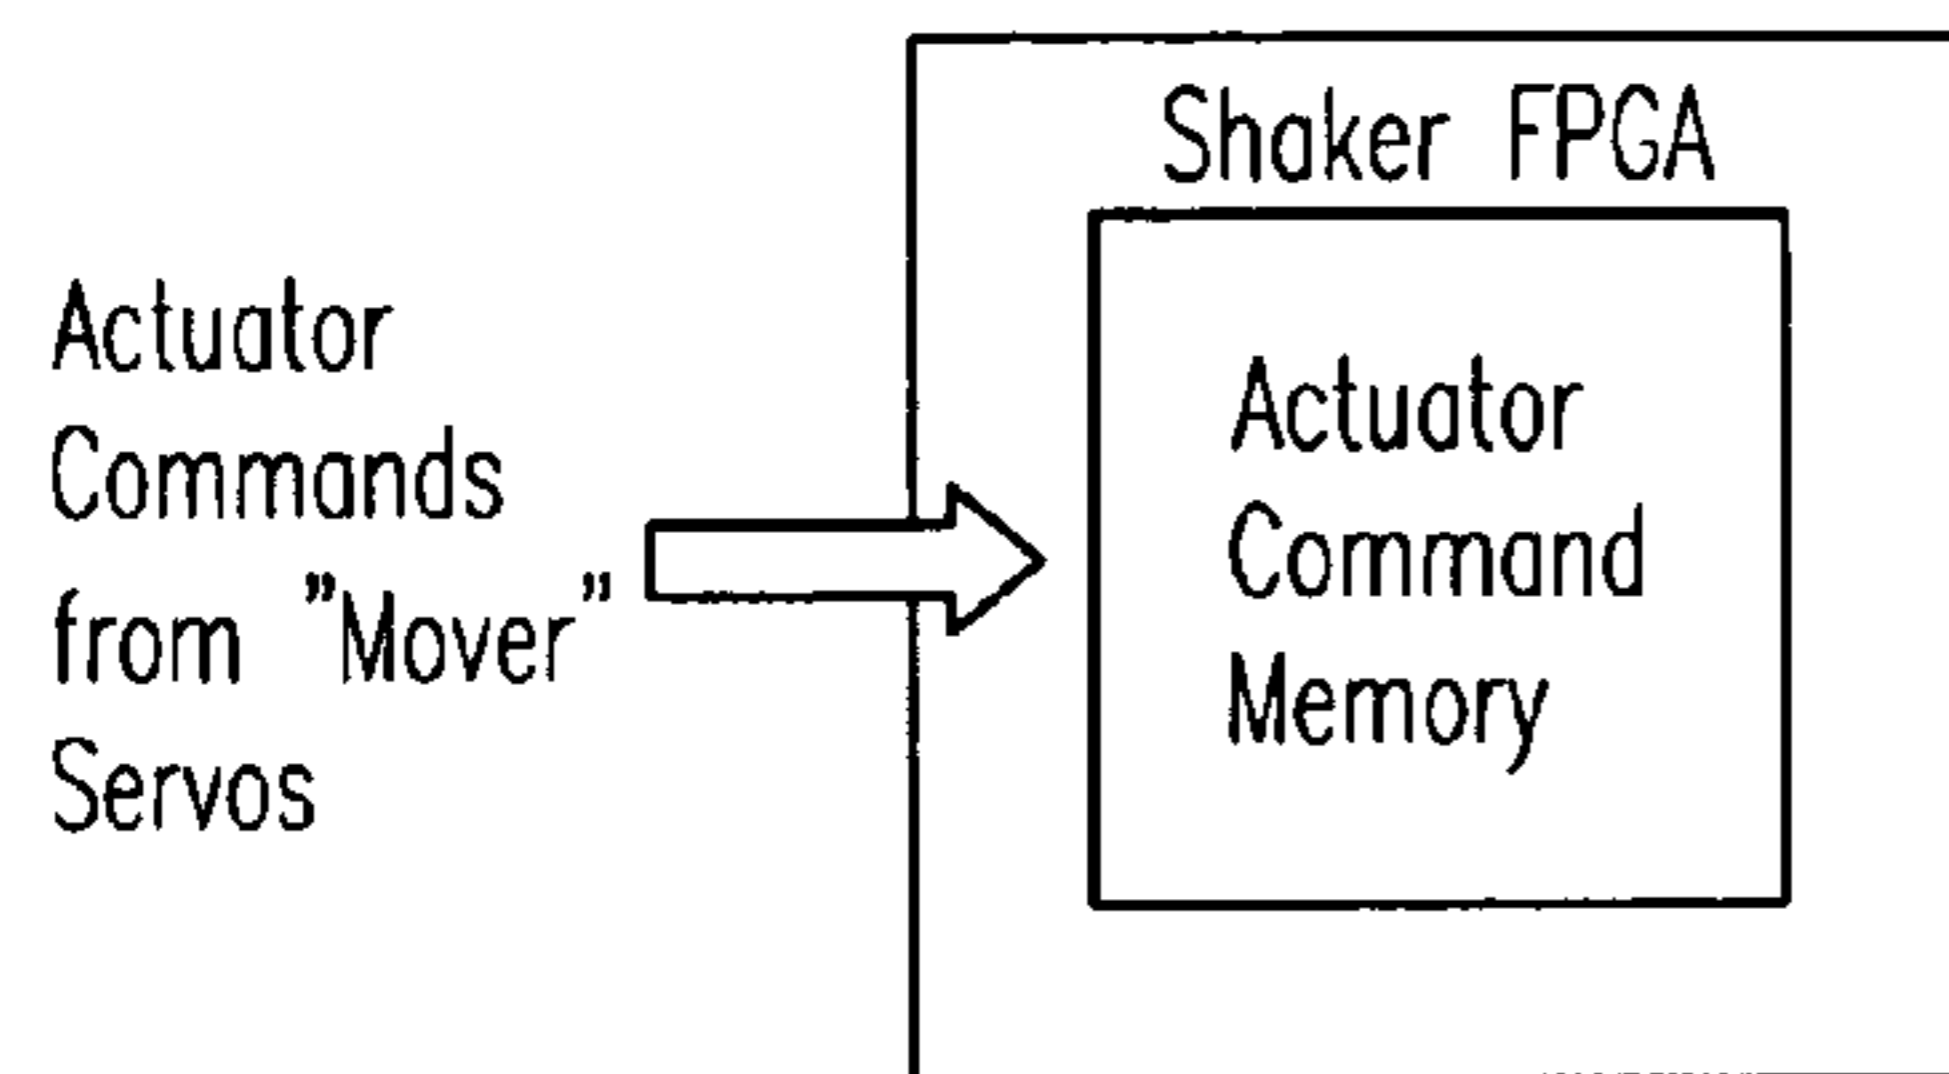 Shaker FPGA
Actuator
Commands
from "Mover"
Servos
Actuator
Command
Memory